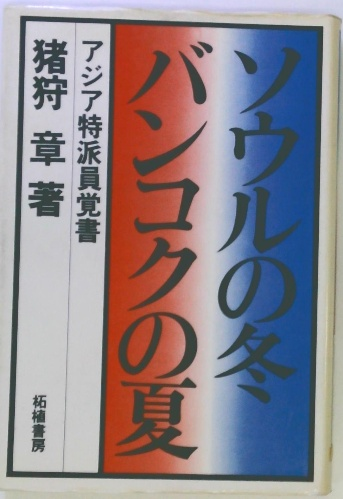 ソウルの冬
バンコクの夏
アジア特派員覚書
猪狩 章 著
柘植書房